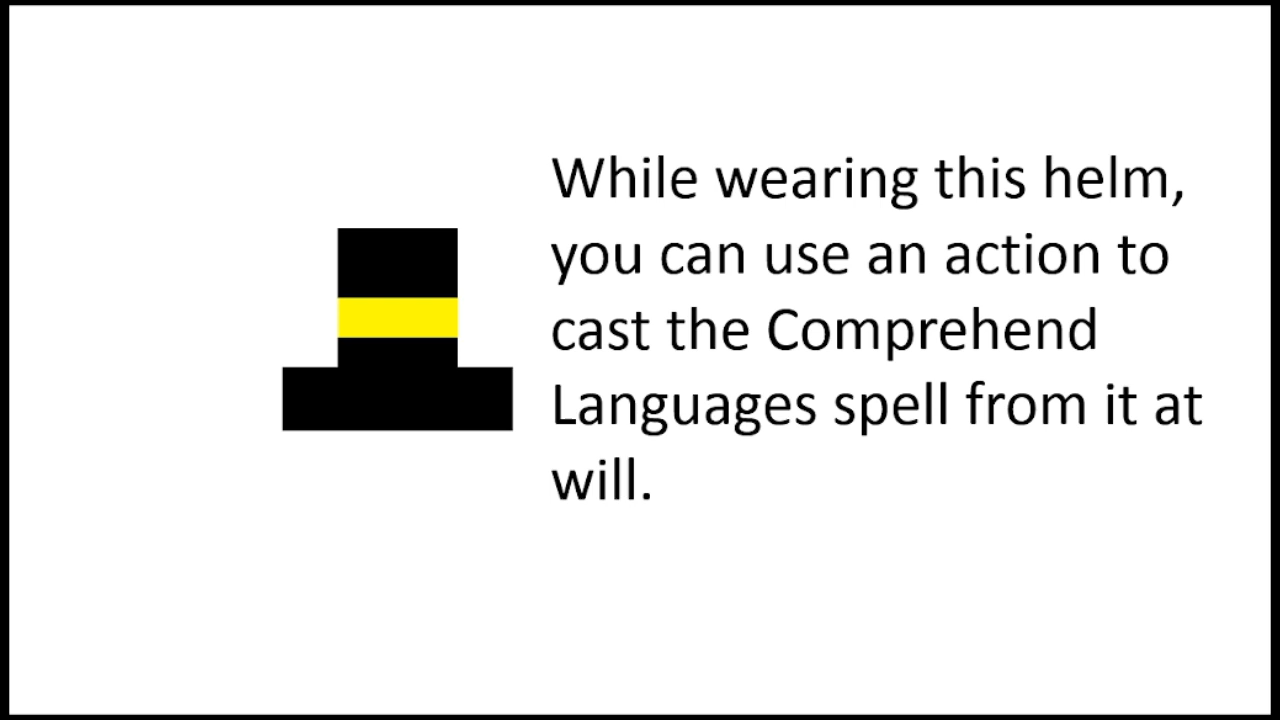 While wearing this helm,
you can use an action to
cast the Comprehend
Languages spell from it at
will.